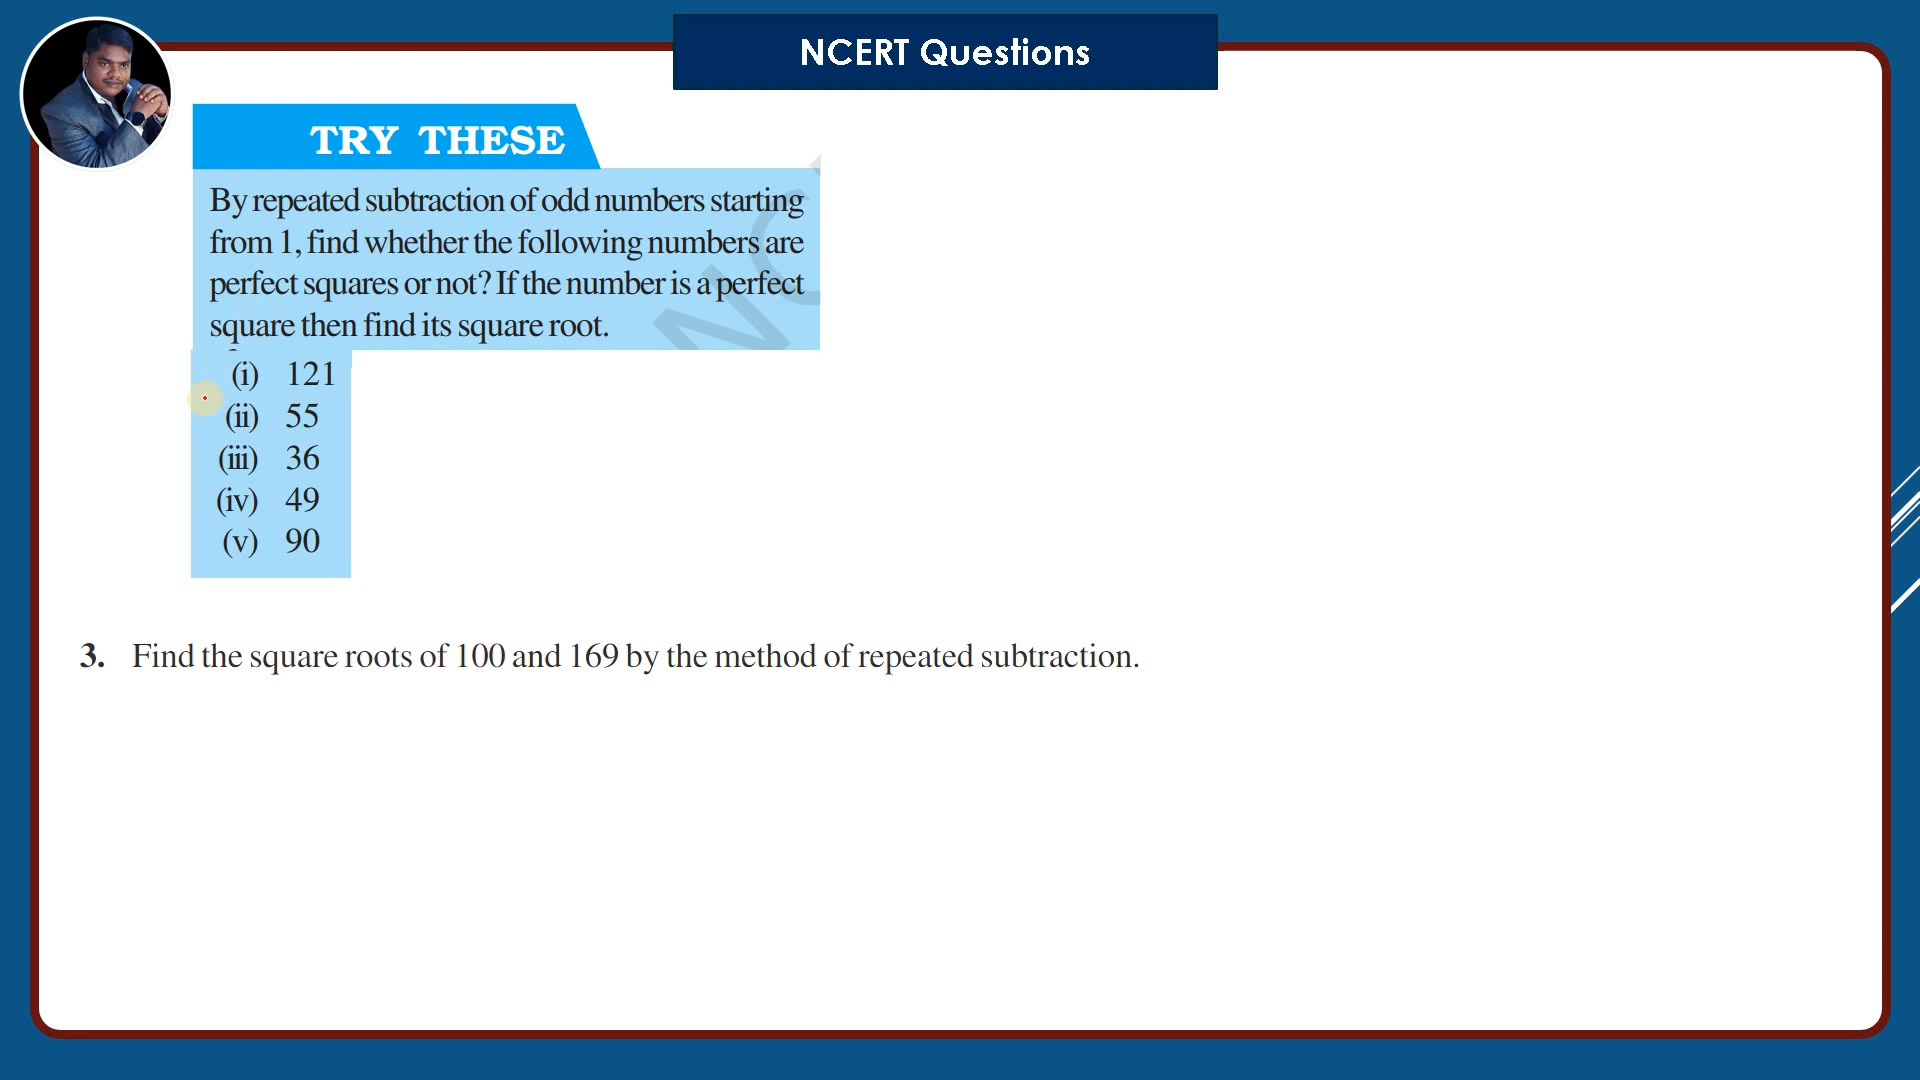 NCERT Questions
TRY THESE
By repeated subtraction of odd numbers starting
from 1, find whether the following numbers are
perfect squares or not? If the number is a perfect
square then find its square root.
(i) 121
(ii) 55
(iii) 36
(iv) 49
(v) 90
3. Find the square roots of 100 and 169 by the method of repeated subtraction.